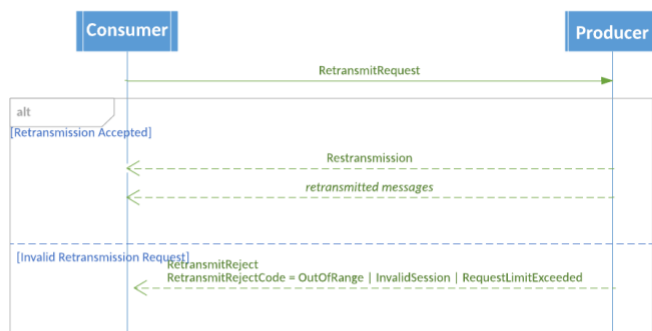 Consumer
Producer
RetransmitRequest
alt
[Retransmission Accepted]
Restransmission
retransmitted messages
[Invalid Retransmission Request]
RetransmitReject
RetransmitRejectCode = OutOfRange | InvalidSession | RequestLimitExceeded